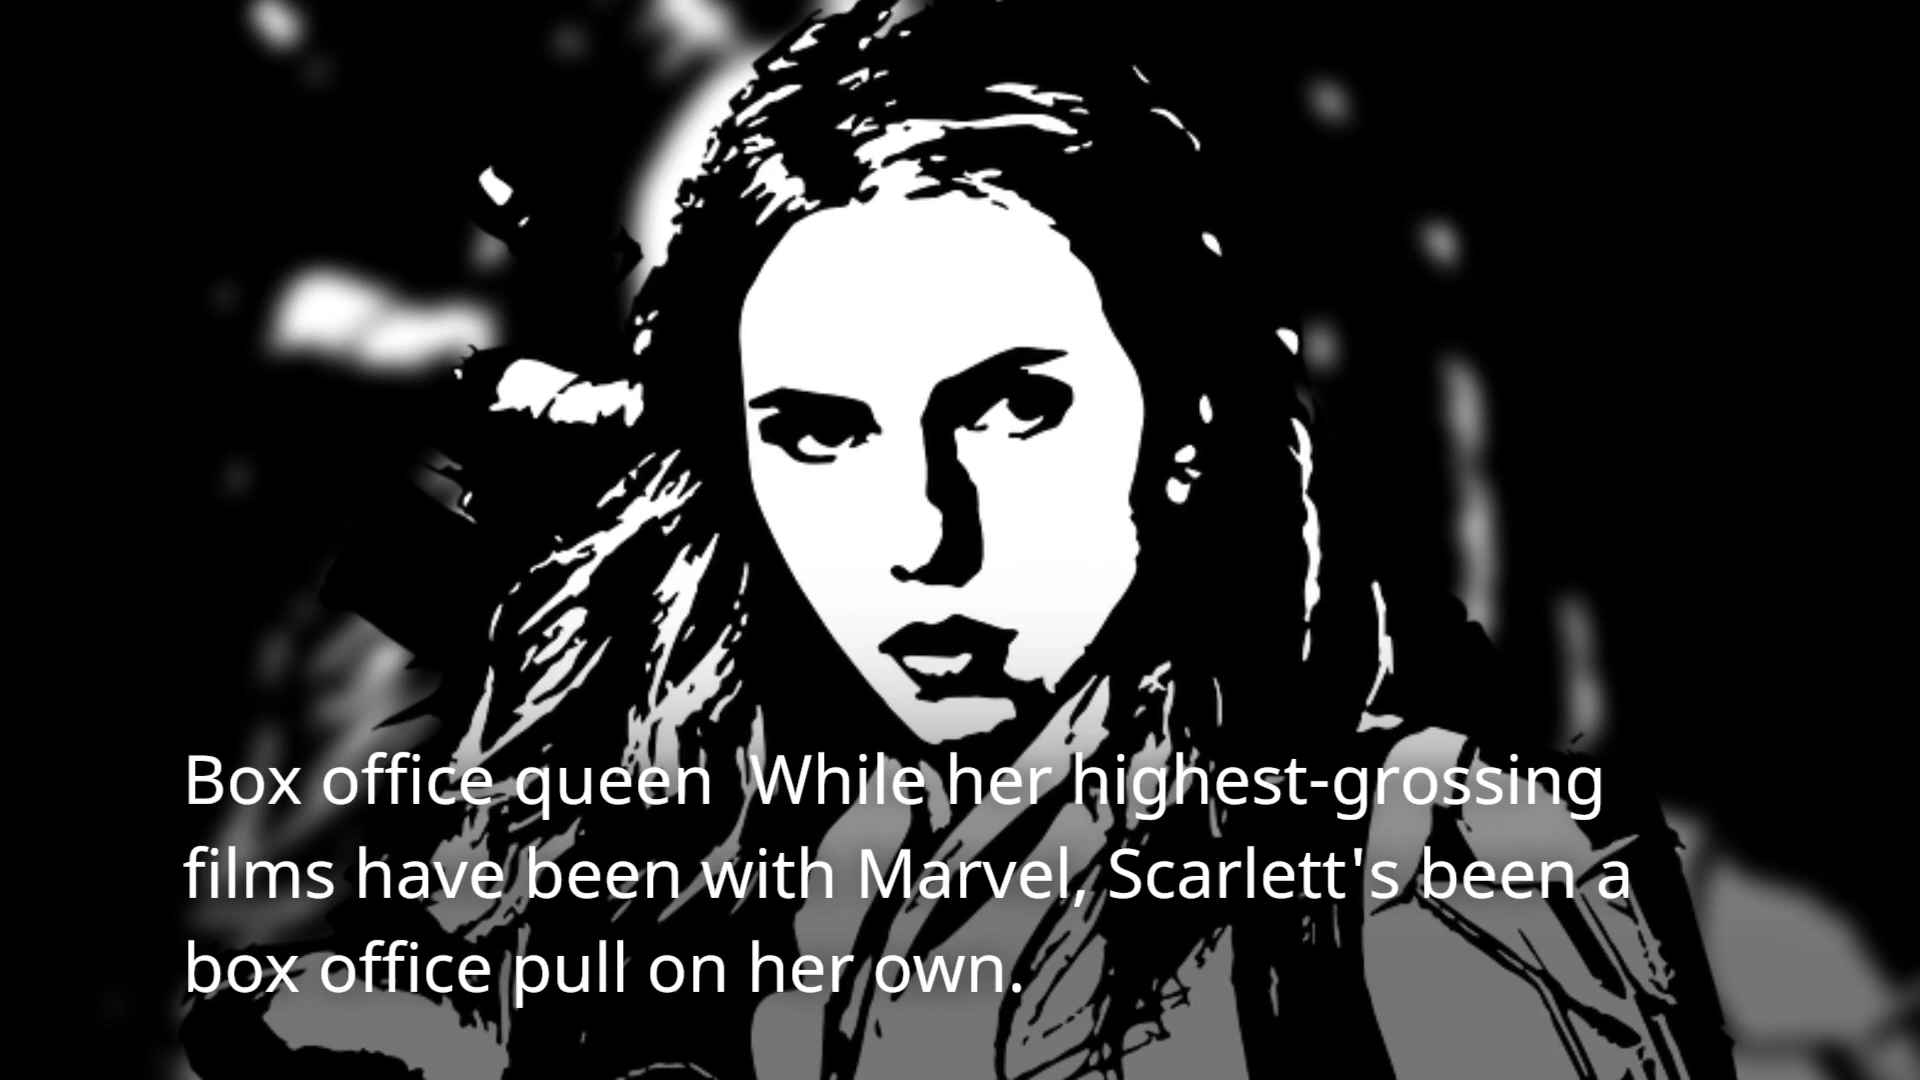 Box office queen  While her highest-grossing
films have been with Marvel, Scarlett's been a
box office pull on her own.